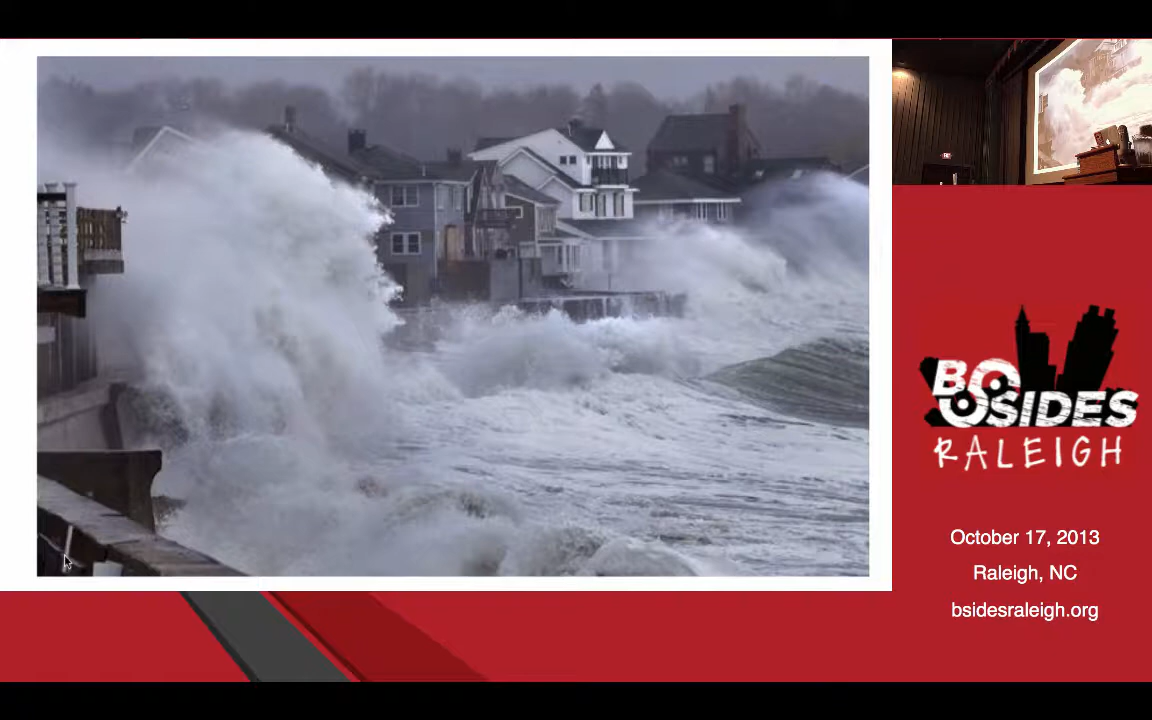 BSIDES
RALEIGH
October 17, 2013
Raleigh, NC
bsidesraleigh.org